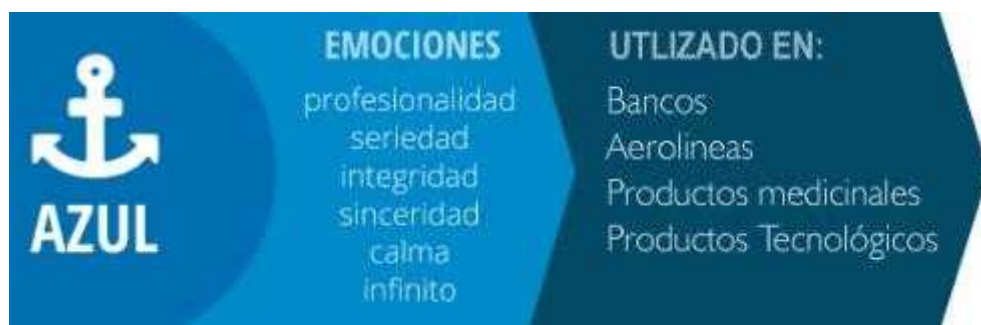 AZUL
EMOCIONES
profesionalidad
seriedad
integridad
sinceridad
calma
infinito
UTLIZADO EN:
Bancos
Aerolineas
Productos medicinales
Productos Tecnológicos